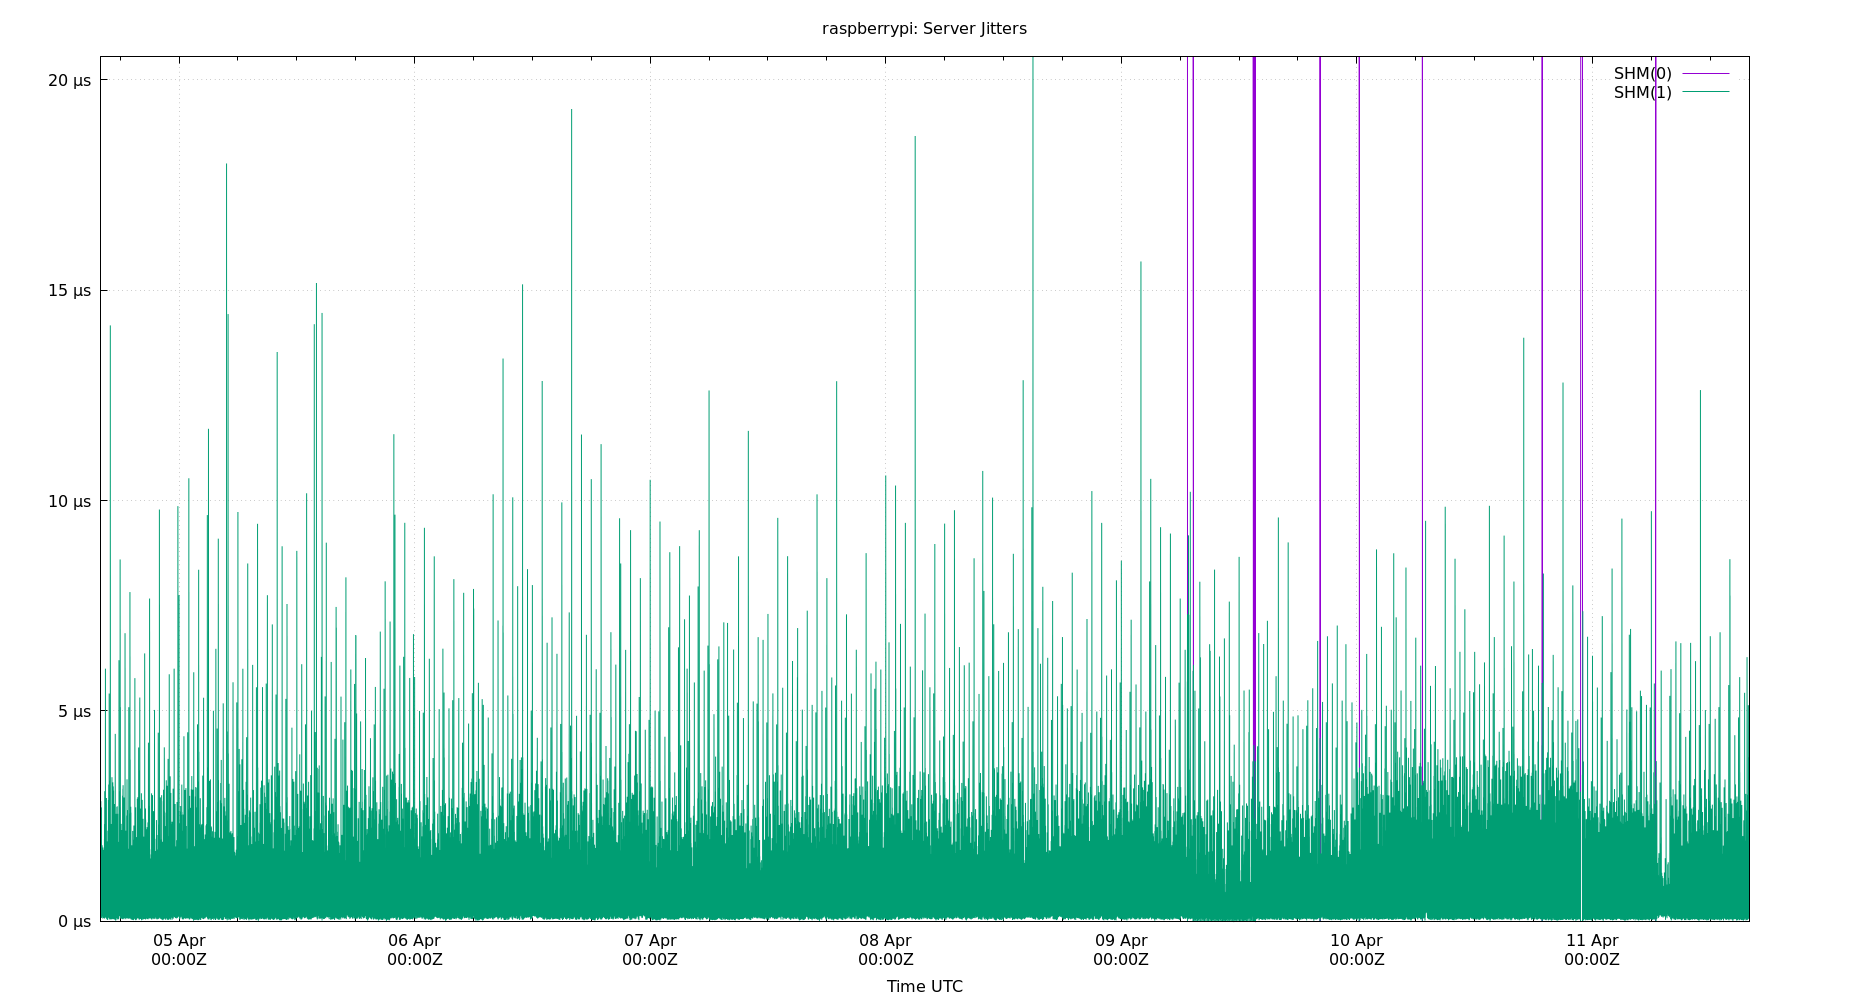 raspberrypi: Server Jitters
SHM(0)
SHM(1)
20 µs
15 µs
10 µs
5 µs
0 µs
05 Apr 06 Apr 07 Apr 08 Apr 09 Apr 10 Apr 11 Apr
00:00Z 00:00Z 00:00Z 00:00Z 00:00Z 00:00Z 00:00Z
Time UTC